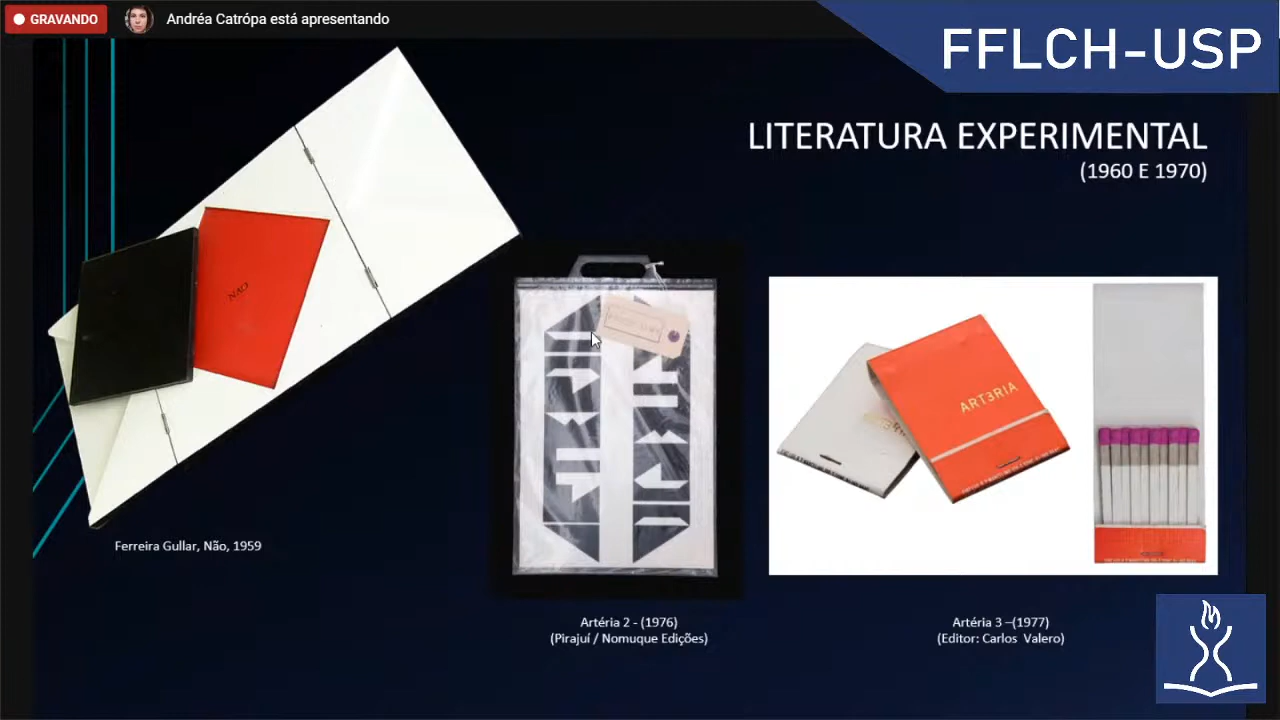 GRAVANDO
Andréa Catrópa está apresentando
FFLCH-USP
LITERATURA EXPERIMENTAL
(1960 E 1970)
NÃO
ART3RIA
Ferreira Gullar, Não, 1959
Artéria 2 - (1976)
(Pirajuí / Nomuque Edições)
Artéria 3 –(1977)
(Editor: Carlos Valero)